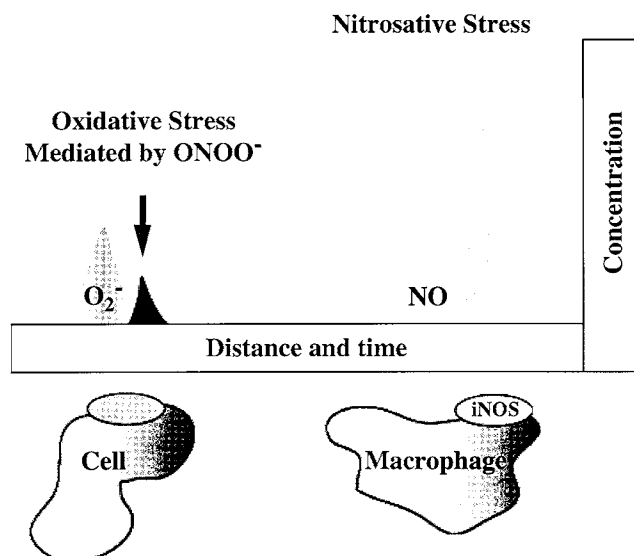 Nitrosative Stress
Oxidative Stress
Mediated by ONOO⁻
O₂⁻
NO
Concentration
Distance and time
iNOS
Cell
Macrophage